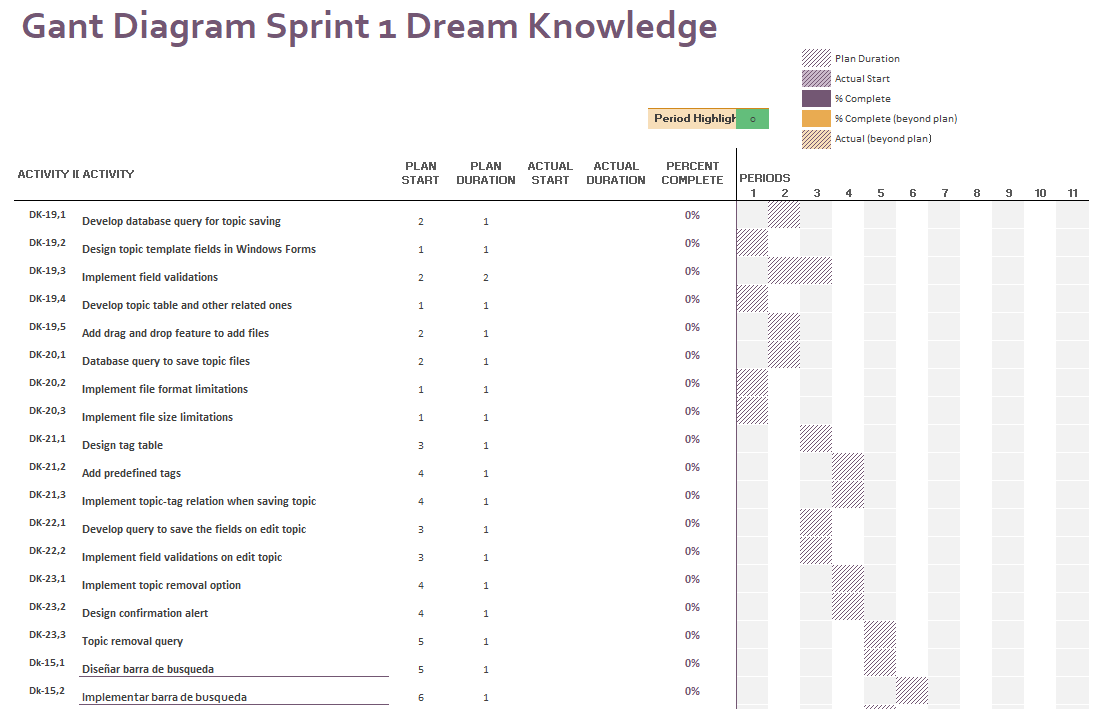 Gant Diagram Sprint 1 Dream Knowledge
Plan Duration
Actual Start
% Complete
% Complete (beyond plan)
Actual (beyond plan)
Period Highligh
ACTIVITY ID ACTIVITY PLAN START PLAN DURATION ACTUAL START ACTUAL DURATION PERCENT COMPLETE PERIODS
1 2 3 4 5 6 7 8 9 10 11
DK-19,1 Develop database query for topic saving 2 1 0%
DK-19,2 Design topic template fields in Windows Forms 1 1 0%
DK-19,3 Implement field validations 2 2 0%
DK-19,4 Develop topic table and other related ones 1 1 0%
DK-19,5 Add drag and drop feature to add files 2 1 0%
DK-20,1 Database query to save topic files 2 1 0%
DK-20,2 Implement file format limitations 1 1 0%
DK-20,3 Implement file size limitations 1 1 0%
DK-21,1 Design tag table 3 1 0%
DK-21,2 Add predefined tags 4 1 0%
DK-21,3 Implement topic-tag relation when saving topic 4 1 0%
DK-22,1 Develop query to save the fields on edit topic 3 1 0%
DK-22,2 Implement field validations on edit topic 3 1 0%
DK-23,1 Implement topic removal option 4 1 0%
DK-23,2 Design confirmation alert 4 1 0%
DK-23,3 Topic removal query 5 1 0%
Dk-15,1 Diseñar barra de busqueda 5 1 0%
Dk-15,2 Implementar barra de busqueda 6 1 0%